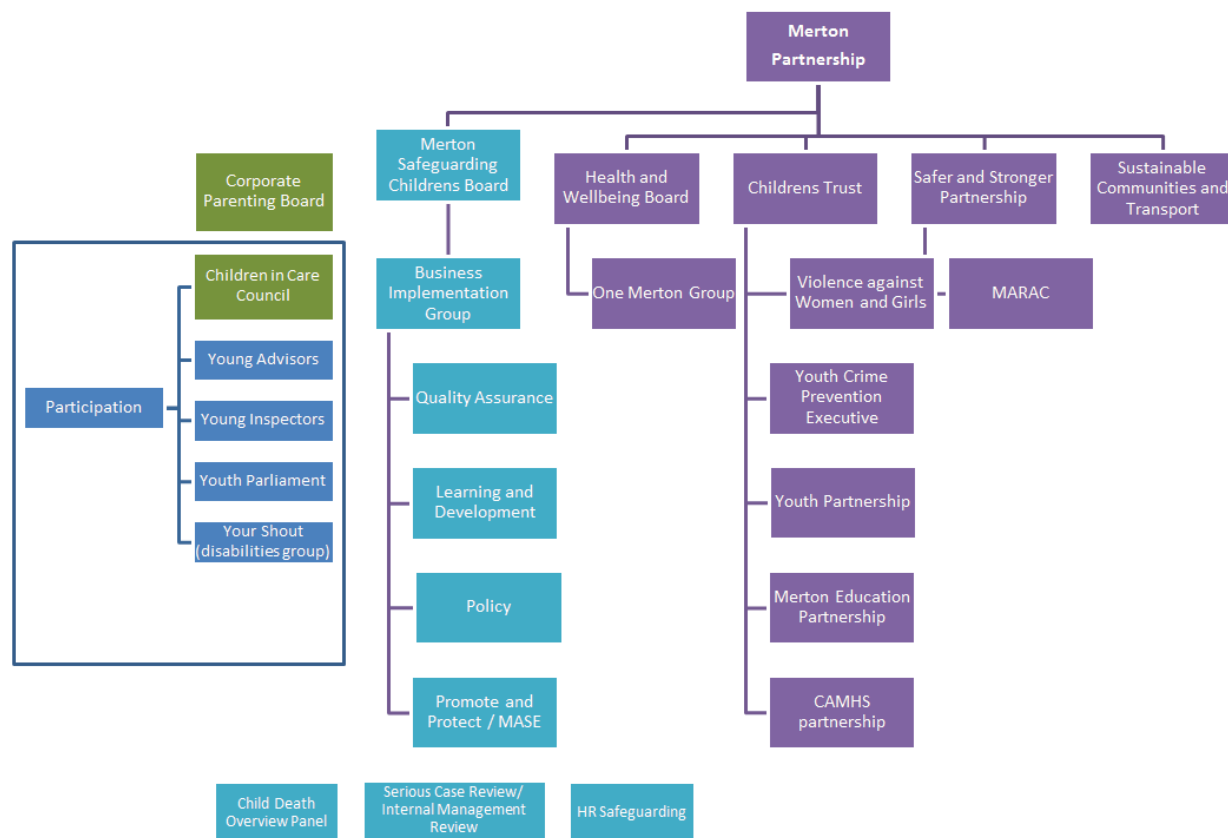 Merton
Partnership
Merton
Safeguarding
Childrens Board
Health and
Wellbeing Board
Childrens Trust
Safer and Stronger
Partnership
Sustainable
Communities and
Transport
Corporate
Parenting Board
Children in Care
Council
Business
Implementation
Group
One Merton Group
Violence against
Women and Girls
MARAC
Young Advisors
Participation
Young Inspectors
Youth Parliament
Your Shout
(disabilities group)
Quality Assurance
Learning and
Development
Policy
Promote and
Protect / MASE
Youth Crime
Prevention
Executive
Youth Partnership
Merton Education
Partnership
CAMHS
partnership
Child Death
Overview Panel
Serious Case Review/
Internal Management
Review
HR Safeguarding